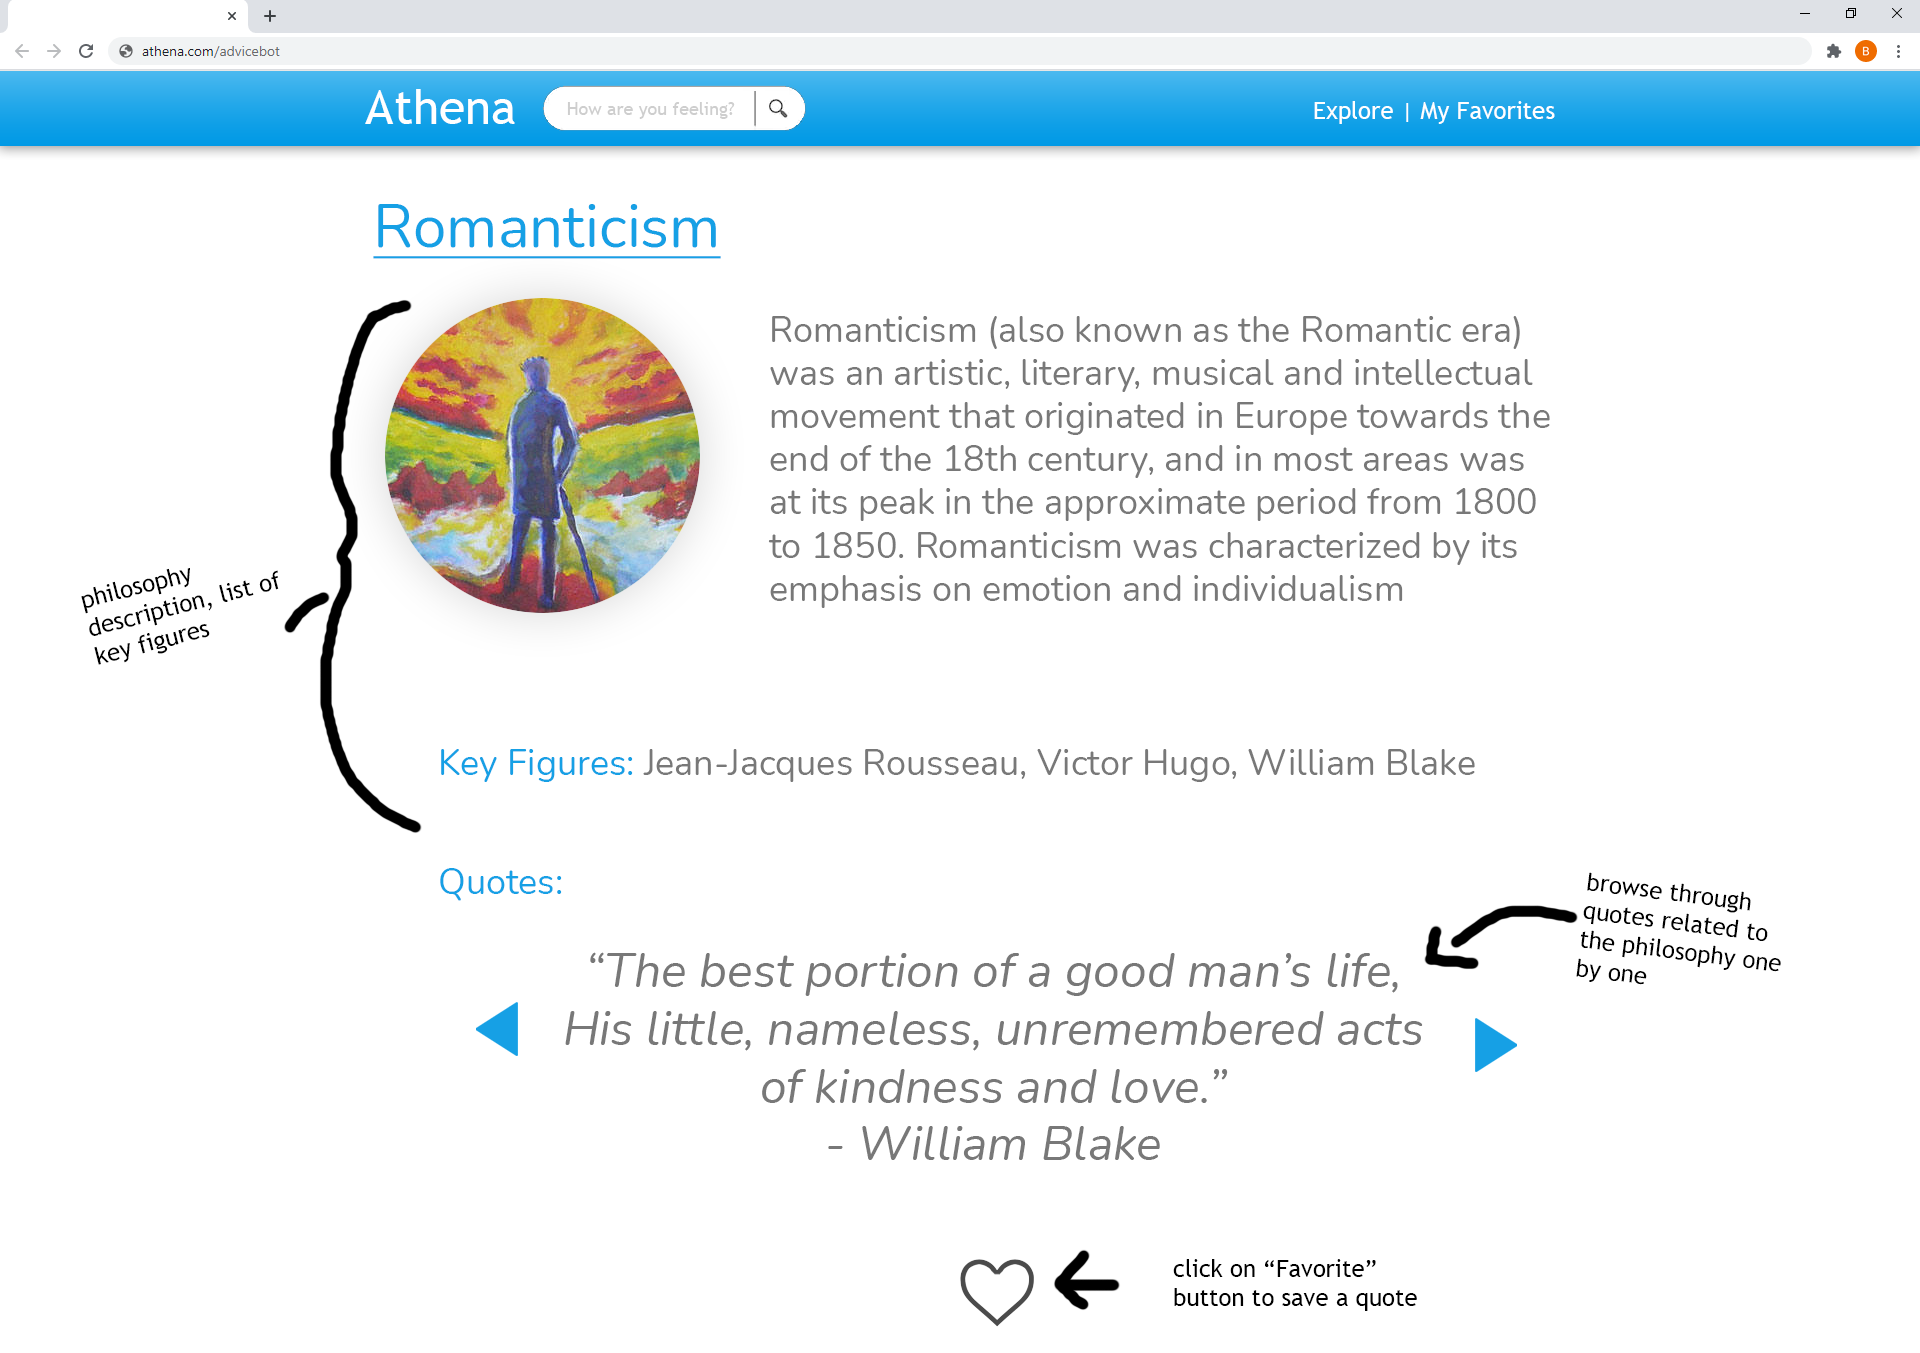 athena.com/advicebot
B
Athena
How are you feeling?
Explore | My Favorites
Romanticism
Romanticism (also known as the Romantic era)
was an artistic, literary, musical and intellectual
movement that originated in Europe towards the
end of the 18th century, and in most areas was
at its peak in the approximate period from 1800
to 1850. Romanticism was characterized by its
emphasis on emotion and individualism
philosophy
description, list of
key figures
Key Figures: Jean-Jacques Rousseau, Victor Hugo, William Blake
Quotes:
browse through
quotes related to
the philosophy one
by one
“The best portion of a good man’s life,
His little, nameless, unremembered acts
of kindness and love.”
- William Blake
click on “Favorite”
button to save a quote